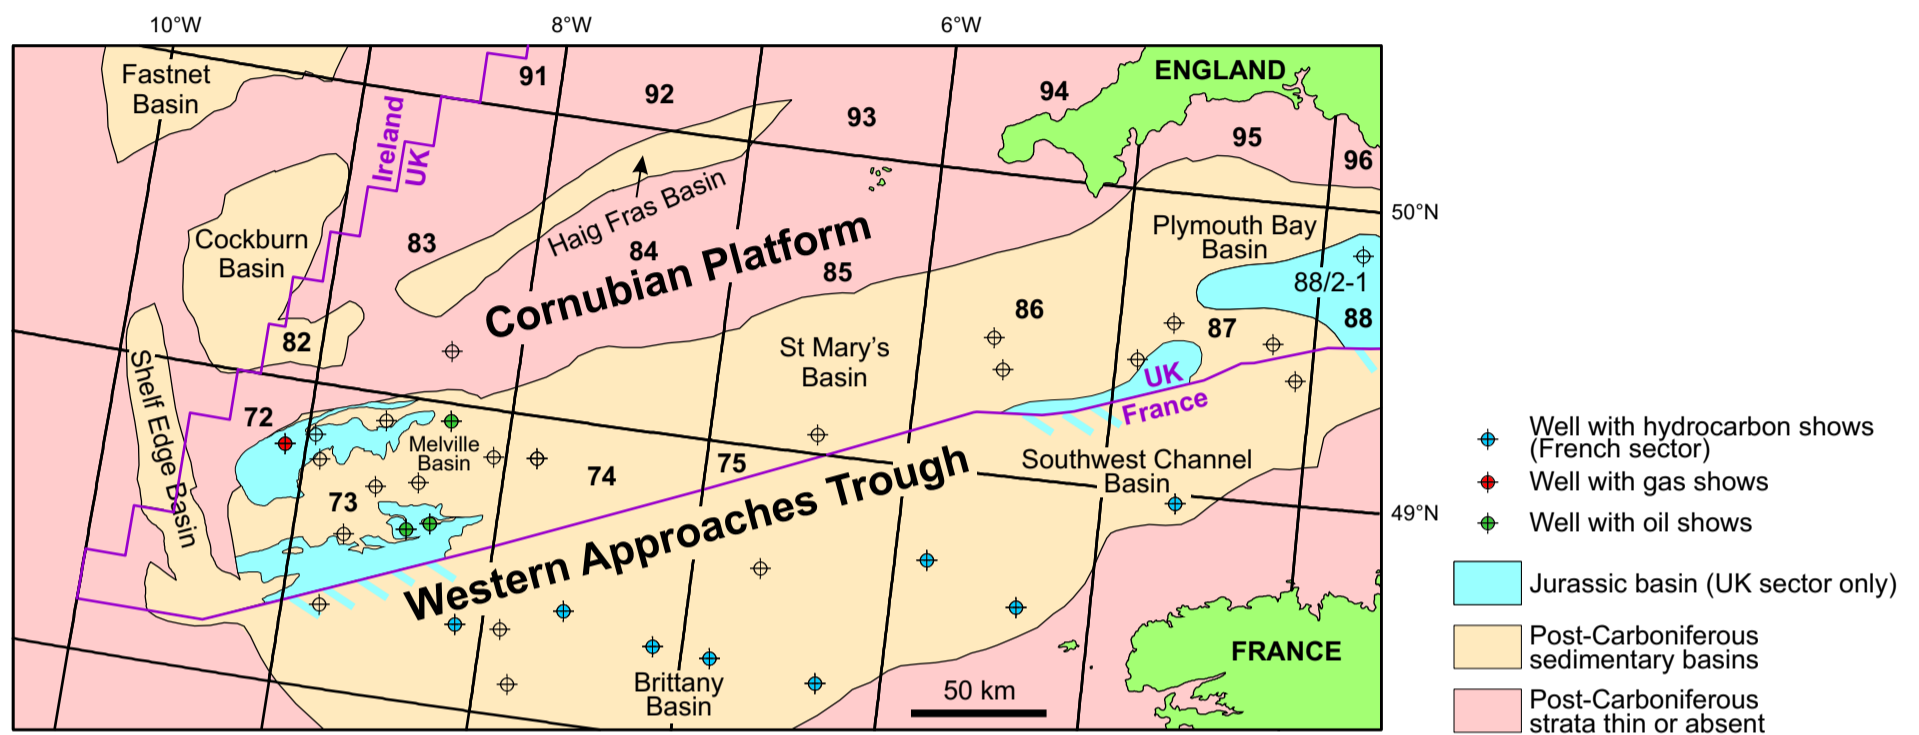 10°W
8°W
6°W
Fastnet
Basin
91
92
93
94
ENGLAND
95
96
Ireland
UK
Haig Fras Basin
Cockburn
Basin
83
84
85
Cornubian Platform
50°N
Plymouth Bay
Basin
88/2-1
88
86
87
82
St Mary's
Basin
UK
France
Shelf Edge Basin
72
Melville
Basin
73
74
75
Western Approaches Trough
Southwest Channel
Basin
49°N
Brittany
Basin
50 km
FRANCE
Well with hydrocarbon shows
(French sector)
Well with gas shows
Well with oil shows
Jurassic basin (UK sector only)
Post-Carboniferous
sedimentary basins
Post-Carboniferous
strata thin or absent